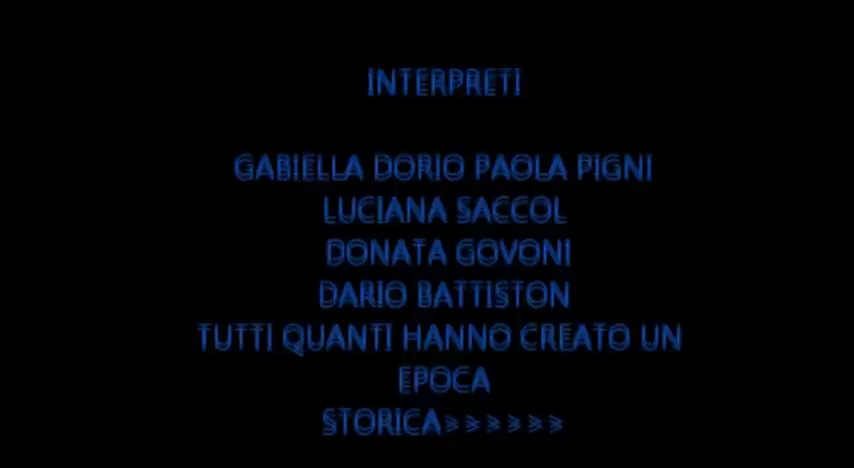 INTERPRETI
GABIELLA DORIO PAOLA PIGNI
LUCIANA SACCOL
DONATA GOVONI
DARIO BATTISTON
TUTTI QUANTI HANNO CREATO UN
EPOCA
STORICA>>>>>>